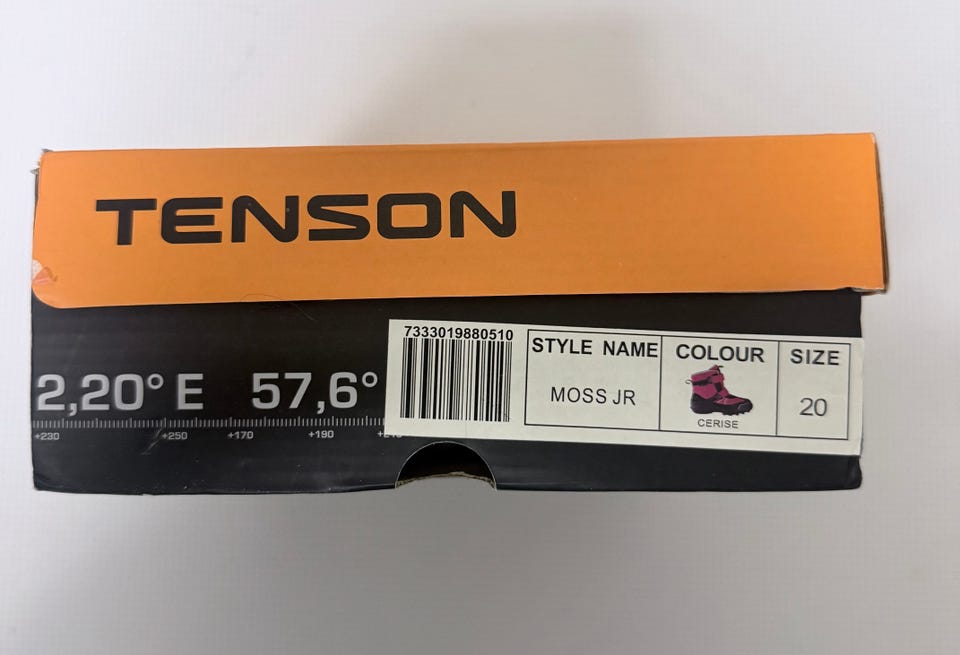 TENSON
2,20° E 57,6°
+230 +250 +170 +190
7333019880510
STYLE NAME
MOSS JR
COLOUR
CERISE
SIZE
20